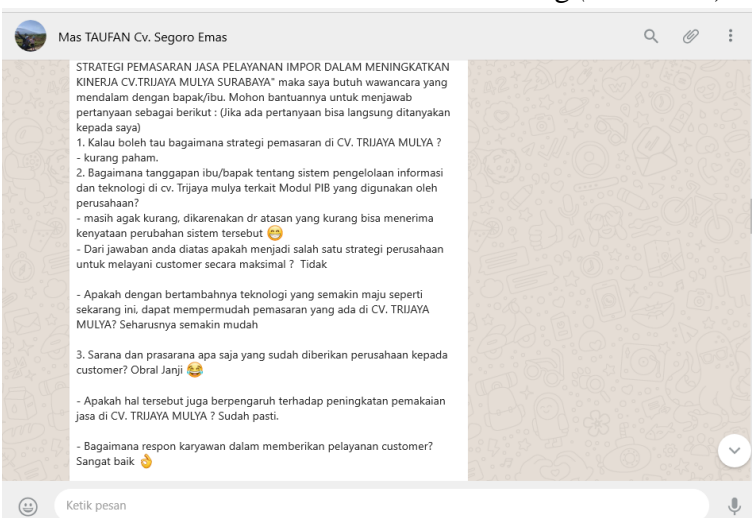 Mas TAUFAN Cv. Segoro Emas
STRATEGI PEMASARAN JASA PELAYANAN IMPOR DALAM MENINGKATKAN
KINERJA CV.TRIJAYA MULYA SURABAYA" maka saya butuh wawancara yang
mendalam dengan bapak/ibu. Mohon bantuannya untuk menjawab
pertanyaan sebagai berikut : (Jika ada pertanyaan bisa langsung ditanyakan
kepada saya)
1. Kalau boleh tau bagaimana strategi pemasaran di CV. TRIJAYA MULYA ?
- kurang paham.
2. Bagaimana tanggapan ibu/bapak tentang sistem pengelolaan informasi
dan teknologi di cv. Trijaya mulya terkait Modul PIB yang digunakan oleh
perusahaan?
- masih agak kurang, dikarenakan dr atasan yang kurang bisa menerima
kenyataan perubahan sistem tersebut 😁
- Dari jawaban anda diatas apakah menjadi salah satu strategi perusahaan
untuk melayani customer secara maksimal ? Tidak
- Apakah dengan bertambahnya teknologi yang semakin maju seperti
sekarang ini, dapat mempermudah pemasaran yang ada di CV. TRIJAYA
MULYA? Seharusnya semakin mudah
3. Sarana dan prasarana apa saja yang sudah diberikan perusahaan kepada
customer? Obral Janji 😂
- Apakah hal tersebut juga berpengaruh terhadap peningkatan pemakaian
jasa di CV. TRIJAYA MULYA ? Sudah pasti.
- Bagaimana respon karyawan dalam memberikan pelayanan customer?
Sangat baik 👌
Ketik pesan